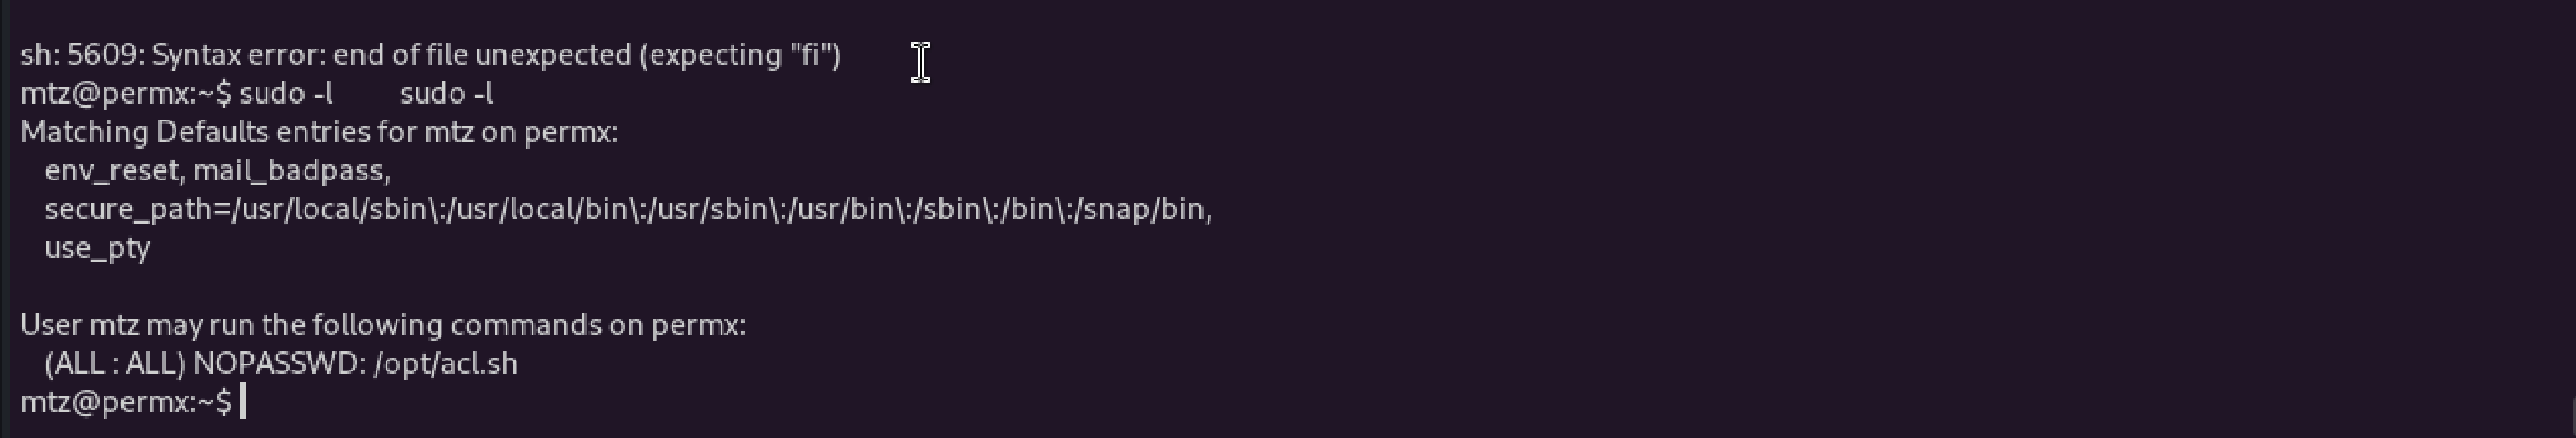 sh: 5609: Syntax error: end of file unexpected (expecting "fi")
mtz@permx:~$ sudo -l        sudo -l
Matching Defaults entries for mtz on permx:
    env_reset, mail_badpass,
    secure_path=/usr/local/sbin\:/usr/local/bin\:/usr/sbin\:/usr/bin\:/sbin\:/bin\:/snap/bin,
    use_pty

User mtz may run the following commands on permx:
    (ALL : ALL) NOPASSWD: /opt/acl.sh
mtz@permx:~$